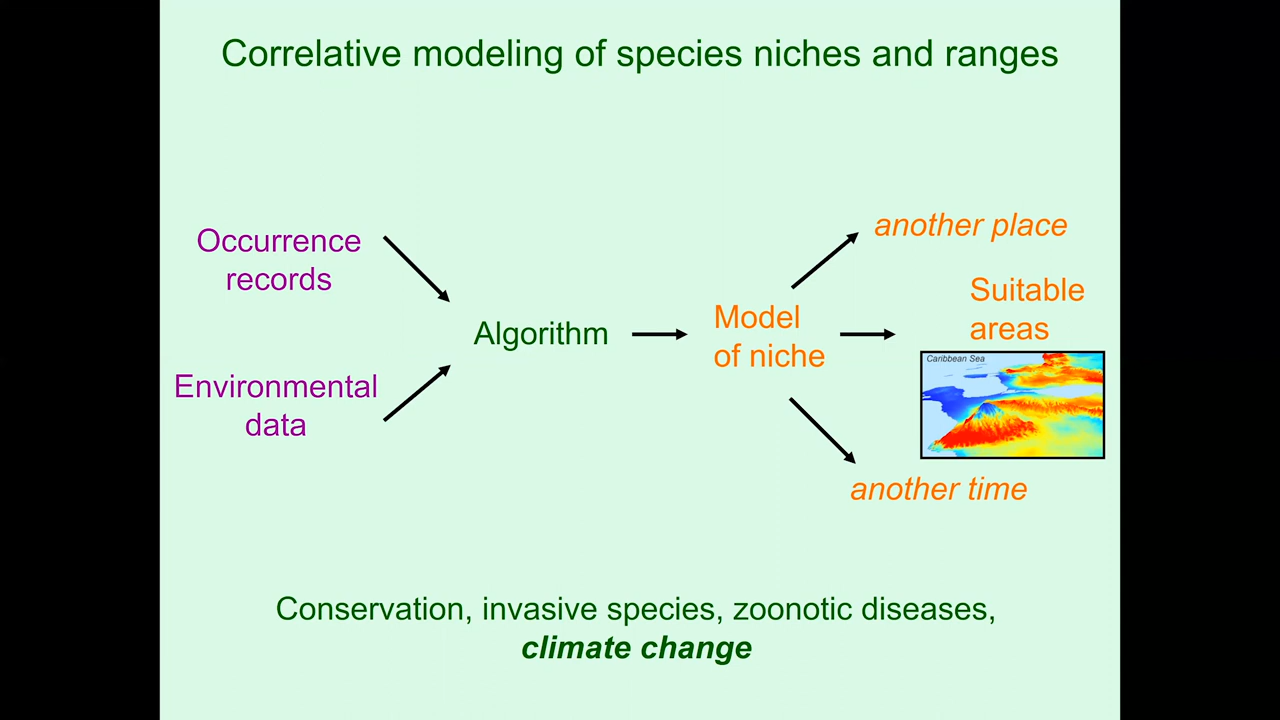 Correlative modeling of species niches and ranges
Occurrence
records
Environmental
data
Algorithm
Model
of niche
another place
Suitable
areas
Caribbean Sea
another time
Conservation, invasive species, zoonotic diseases,
climate change